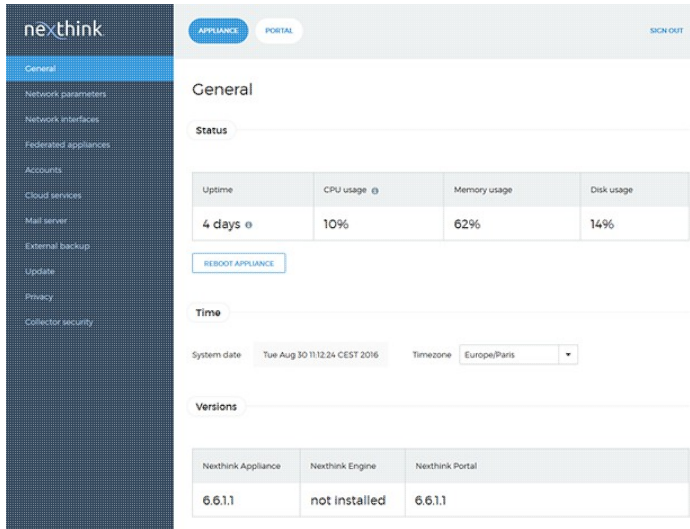 nexthink
APPLIANCE PORTAL SIGN OUT
General
Network parameters
Network interfaces
Federated appliances
Accounts
Cloud services
Mail server
External backup
Update
Privacy
Collector security
General
Status
Uptime CPU usage Memory usage Disk usage
4 days 10% 62% 14%
REBOOT APPLIANCE
Time
System date Tue Aug 30 11:12:24 CEST 2016 Timezone Europe/Paris
Versions
Nexthink Appliance Nexthink Engine Nexthink Portal
6.6.1.1 not installed 6.6.1.1